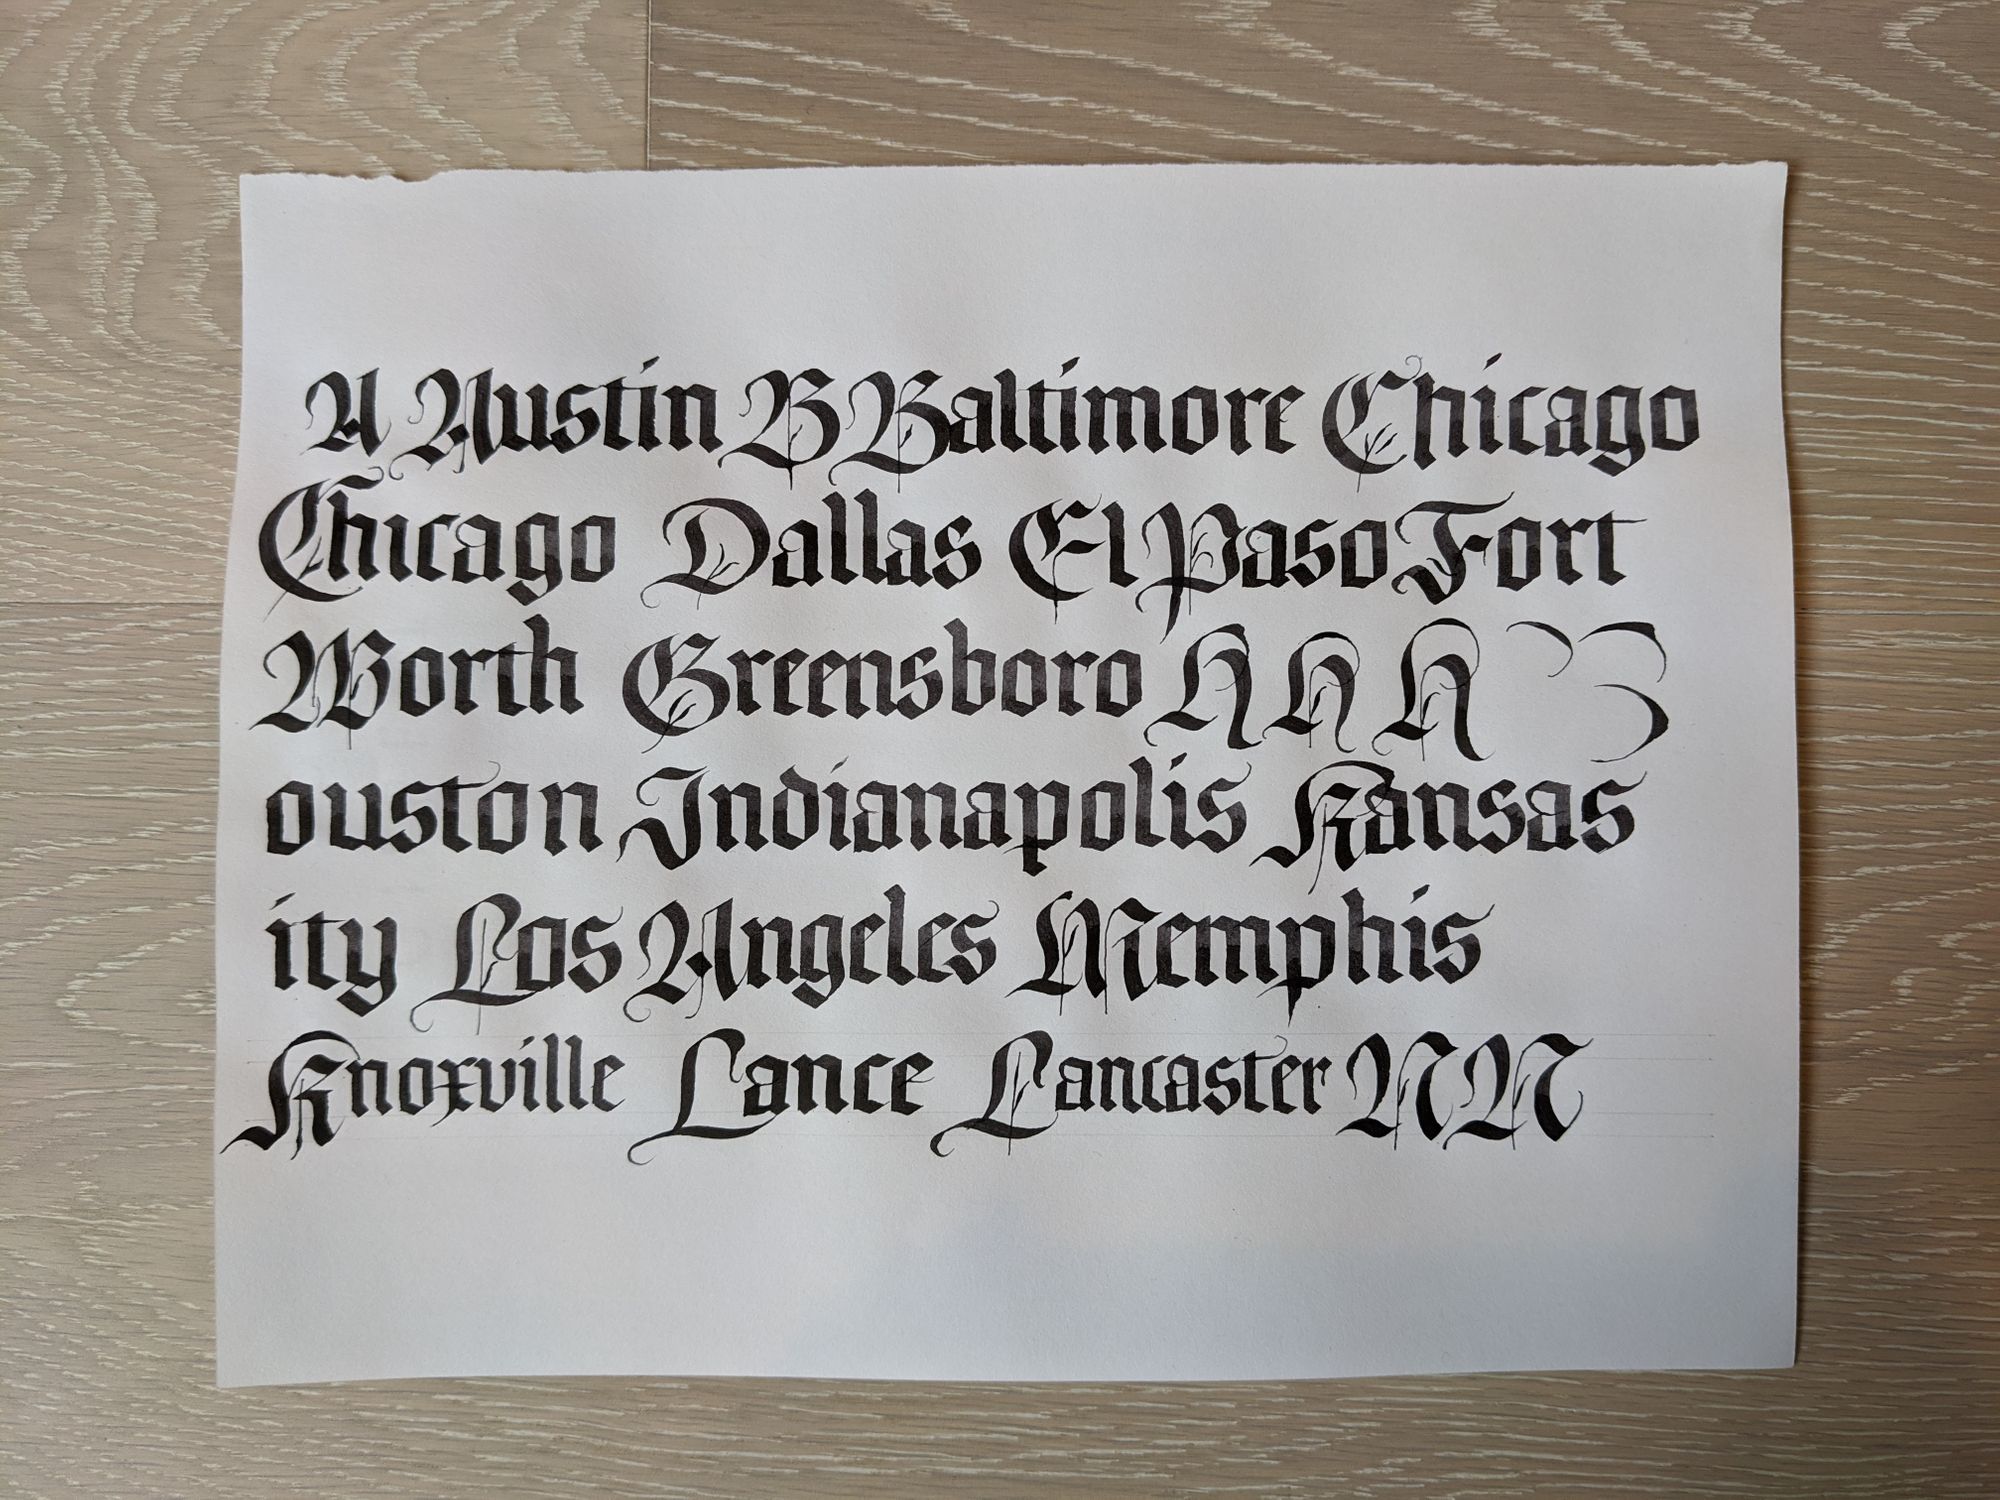 A Austin B Baltimore Chicago
Chicago Dallas El Paso Fort
Worth Greensboro H H H
ouston Indianapolis Kansas
ity Los Angeles Memphis
Knoxville Lance Lancaster N N